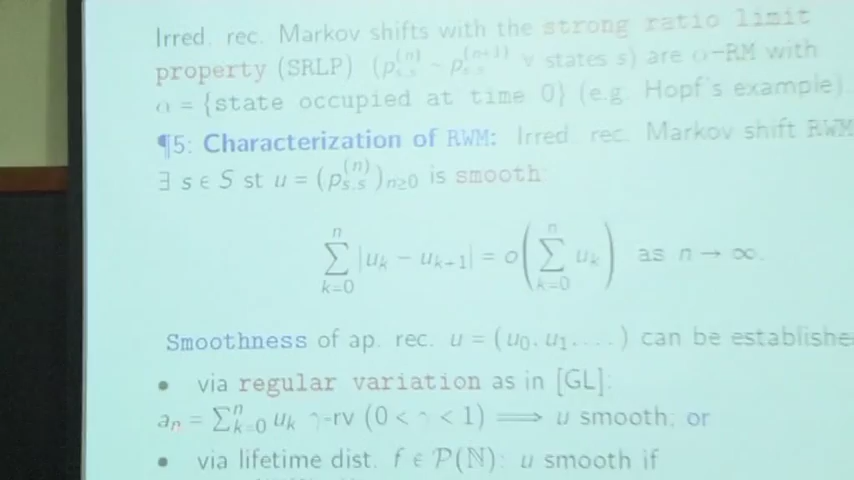 Irred. rec. Markov shifts with the strong ratio limit
property (SRLP) (p_{s,s}^{(n)} ~ p_{s,s}^{(n+1)} ∀ states s) are α-RM with
α = {state occupied at time 0} (e.g. Hopf's example).
¶5: Characterization of RWM: Irred. rec. Markov shift RWM
∃ s ∈ S st u = (p_{s,s}^{(n)})_{n≥0} is smooth
∑_{k=0}^{n} |u_k − u_{k+1}| = o(∑_{k=0}^{n} u_k) as n → ∞.
Smoothness of ap. rec. u = (u_0, u_1, ....) can be establishe
• via regular variation as in [GL]:
a_n = ∑_{k=0}^{n} u_k γ-rv (0 < γ < 1) ⟹ u smooth; or
• via lifetime dist. f ∈ P(ℕ): u smooth if